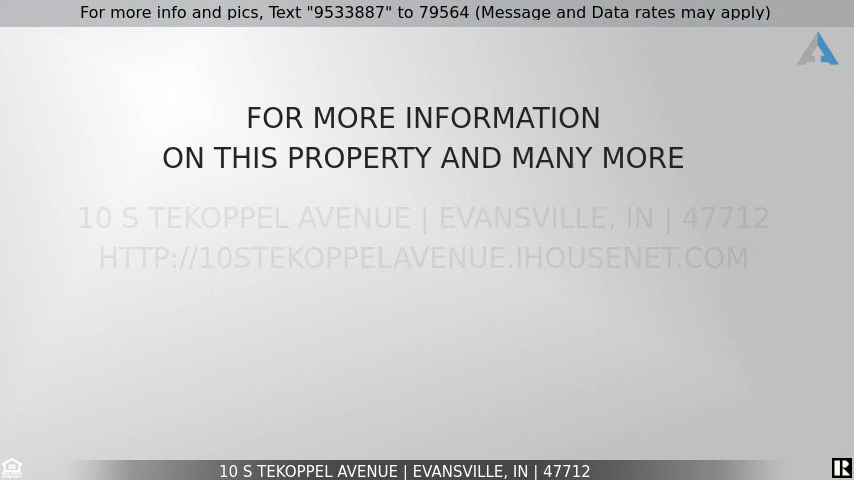 For more info and pics, Text "9533887" to 79564 (Message and Data rates may apply)
FOR MORE INFORMATION
ON THIS PROPERTY AND MANY MORE
10 S TEKOPPEL AVENUE | EVANSVILLE, IN | 47712
HTTP://10STEKOPPELAVENUE.IHOUSENET.COM
10 S TEKOPPEL AVENUE | EVANSVILLE, IN | 47712